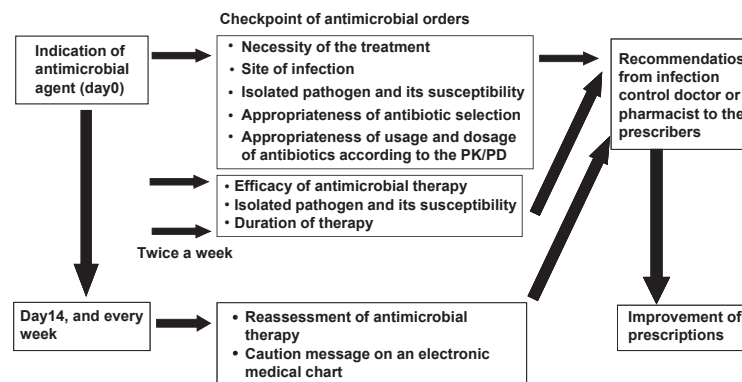 Checkpoint of antimicrobial orders
Indication of
antimicrobial
agent (day0)
• Necessity of the treatment
• Site of infection
• Isolated pathogen and its susceptibility
• Appropriateness of antibiotic selection
• Appropriateness of usage and dosage
of antibiotics according to the PK/PD
Recommendatios
from infection
control doctor or
pharmacist to the
prescribers
• Efficacy of antimicrobial therapy
• Isolated pathogen and its susceptibility
• Duration of therapy
Twice a week
Day14, and every
week
• Reassessment of antimicrobial
therapy
• Caution message on an electronic
medical chart
Improvement of
prescriptions